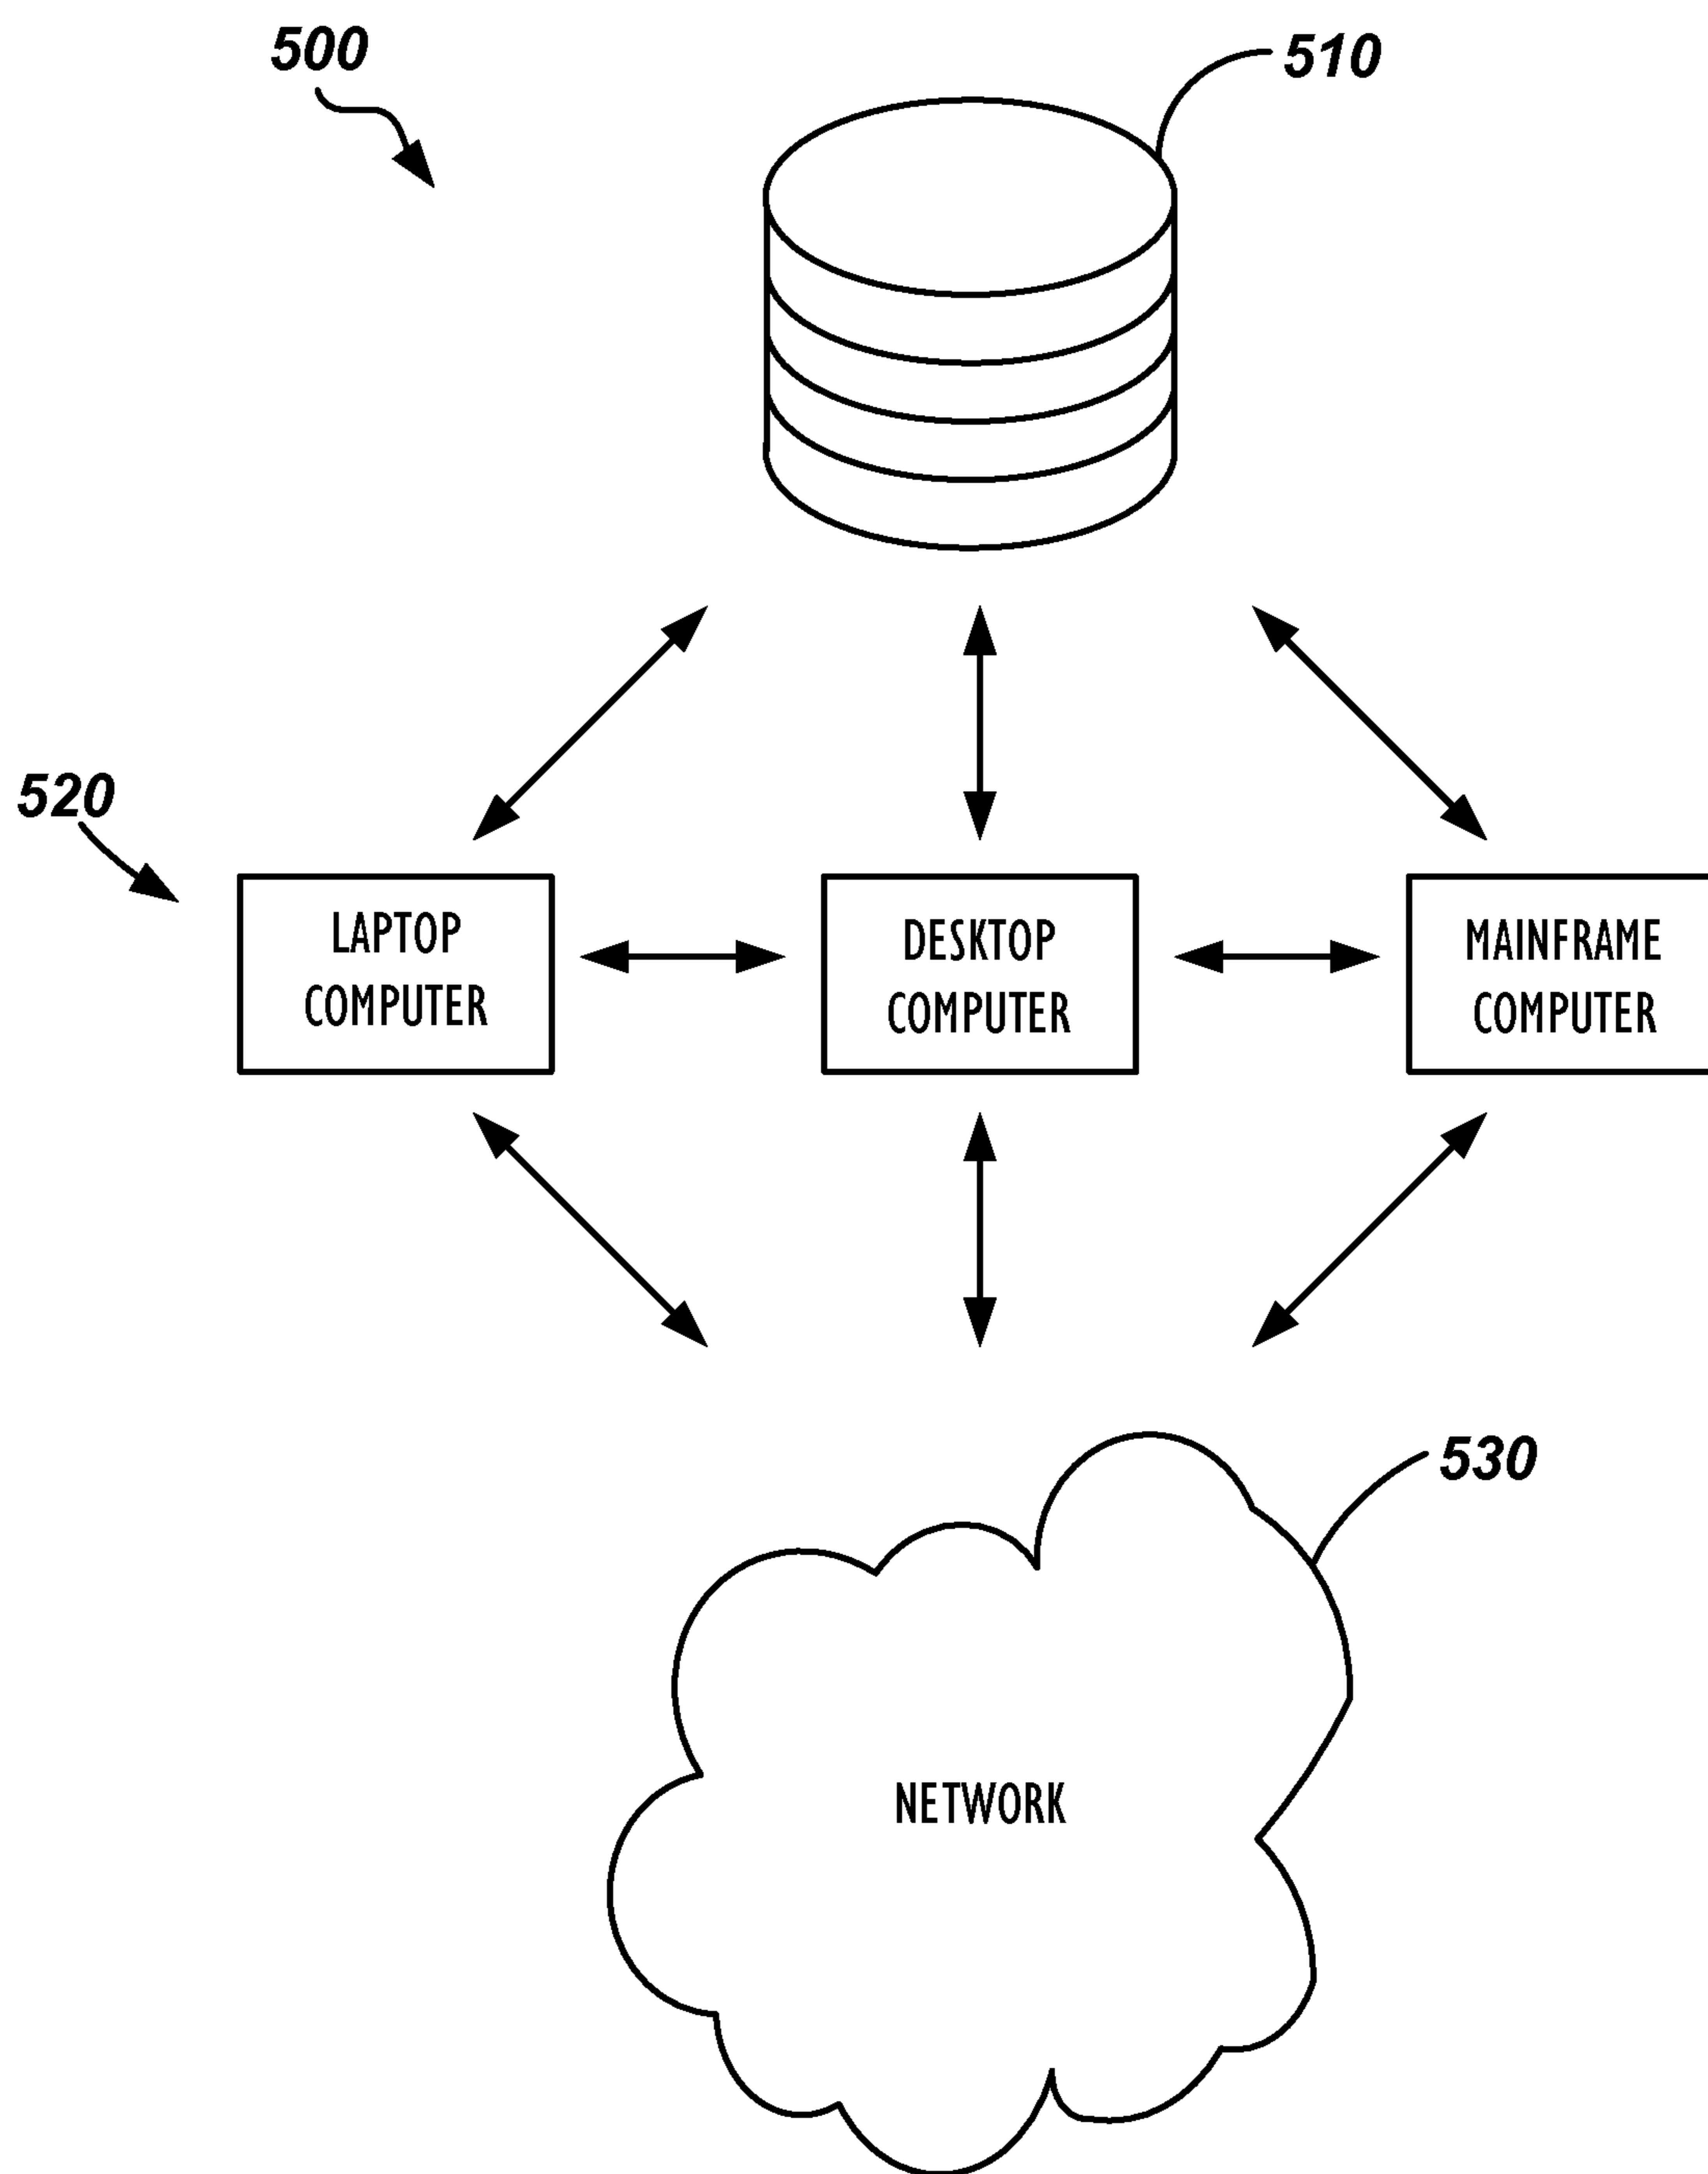 500
510
520
LAPTOP
COMPUTER
DESKTOP
COMPUTER
MAINFRAME
COMPUTER
530
NETWORK